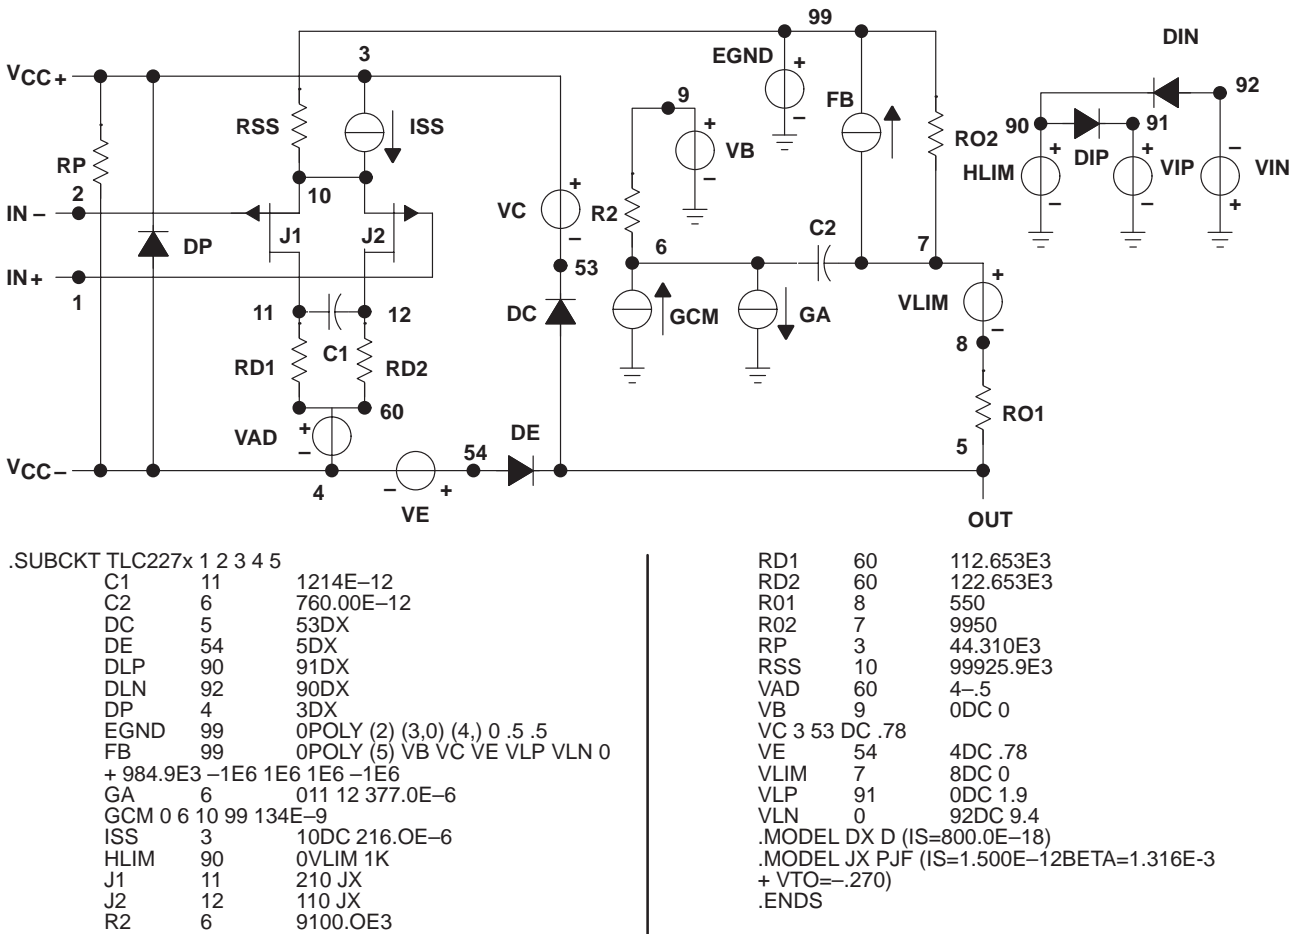 99
DIN
3
EGND
+
VCC+
92
9
FB
RSS
ISS
+
VB
–
RO2
90
91
–
RP
+
DIP
+
VIP
VIN
HLIM
2
10
–
–
+
IN –
VC
+
–
R2
C2
J1
J2
DP
6
7
IN+
53
+
1
11
12
DC
GCM
GA
VLIM
–
C1
8
RD1
RD2
60
RO1
VAD
+
–
DE
54
5
VCC–
4
–
+
VE
OUT
.SUBCKT TLC227x 1 2 3 4 5
C1 11 1214E–12
C2 6 760.00E–12
DC 5 53DX
DE 54 5DX
DLP 90 91DX
DLN 92 90DX
DP 4 3DX
EGND 99 0POLY (2) (3,0) (4,) 0 .5 .5
FB 99 0POLY (5) VB VC VE VLP VLN 0
+ 984.9E3 –1E6 1E6 1E6 –1E6
GA 6 011 12 377.0E–6
GCM 0 6 10 99 134E–9
ISS 3 10DC 216.OE–6
HLIM 90 0VLIM 1K
J1 11 210 JX
J2 12 110 JX
R2 6 9100.OE3
RD1 60 112.653E3
RD2 60 122.653E3
R01 8 550
R02 7 9950
RP 3 44.310E3
RSS 10 99925.9E3
VAD 60 4–.5
VB 9 0DC 0
VC 3 53 DC .78
VE 54 4DC .78
VLIM 7 8DC 0
VLP 91 0DC 1.9
VLN 0 92DC 9.4
.MODEL DX D (IS=800.0E–18)
.MODEL JX PJF (IS=1.500E–12BETA=1.316E-3
+ VTO=–.270)
.ENDS